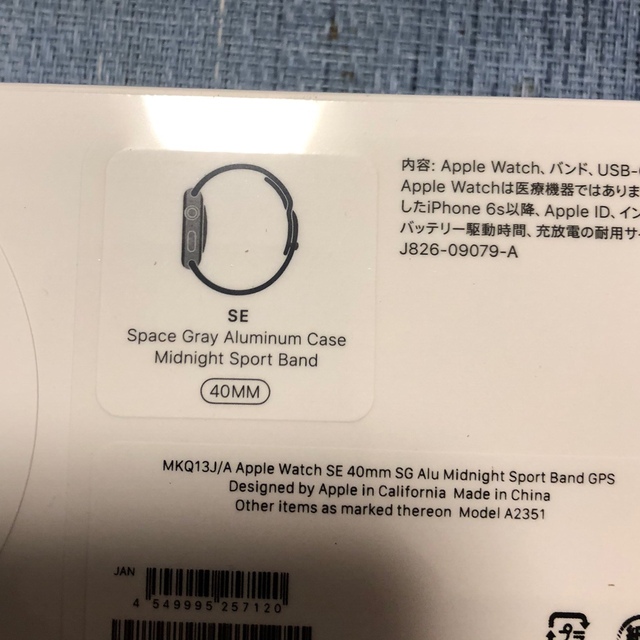 SE
Space Gray Aluminum Case
Midnight Sport Band
40MM
内容: Apple Watch、バンド、USB-
Apple Watchは医療機器ではありま
したiPhone 6s以降、Apple ID、イン
バッテリー駆動時間、充放電の耐用サ
J826-09079-A
MKQ13J/A Apple Watch SE 40mm SG Alu Midnight Sport Band GPS
Designed by Apple in California Made in China
Other items as marked thereon Model A2351
JAN
4 549995 257120
プラ